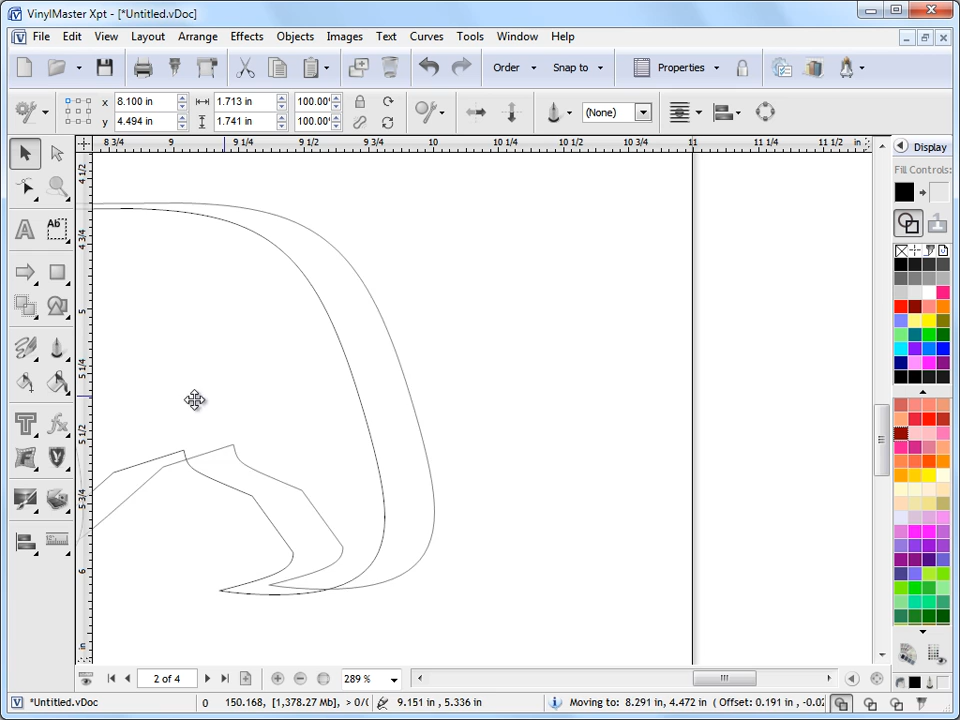 VinylMaster Xpt - [*Untitled.vDoc]
File Edit View Layout Arrange Effects Objects Images Text Curves Tools Window Help
Order Snap to Properties
x 8.100 in 1.713 in 100.00 (None)
y 4.494 in 1.741 in 100.00
8 3/4 9 9 1/4 9 1/2 9 3/4 10 10 1/4 10 1/2 10 3/4 11 11 1/4 11 1/2 in
Display
Fill Controls:
4 1/2
4 3/4
5
5 1/4
5 1/2
5 3/4
6
in
Ab
2 of 4 289 %
*Untitled.vDoc 0 150.168, [1,378.27 Mb], > 0/( 9.151 in, 5.336 in Moving to: 8.291 in, 4.472 in ( Offset: 0.191 in, -0.0